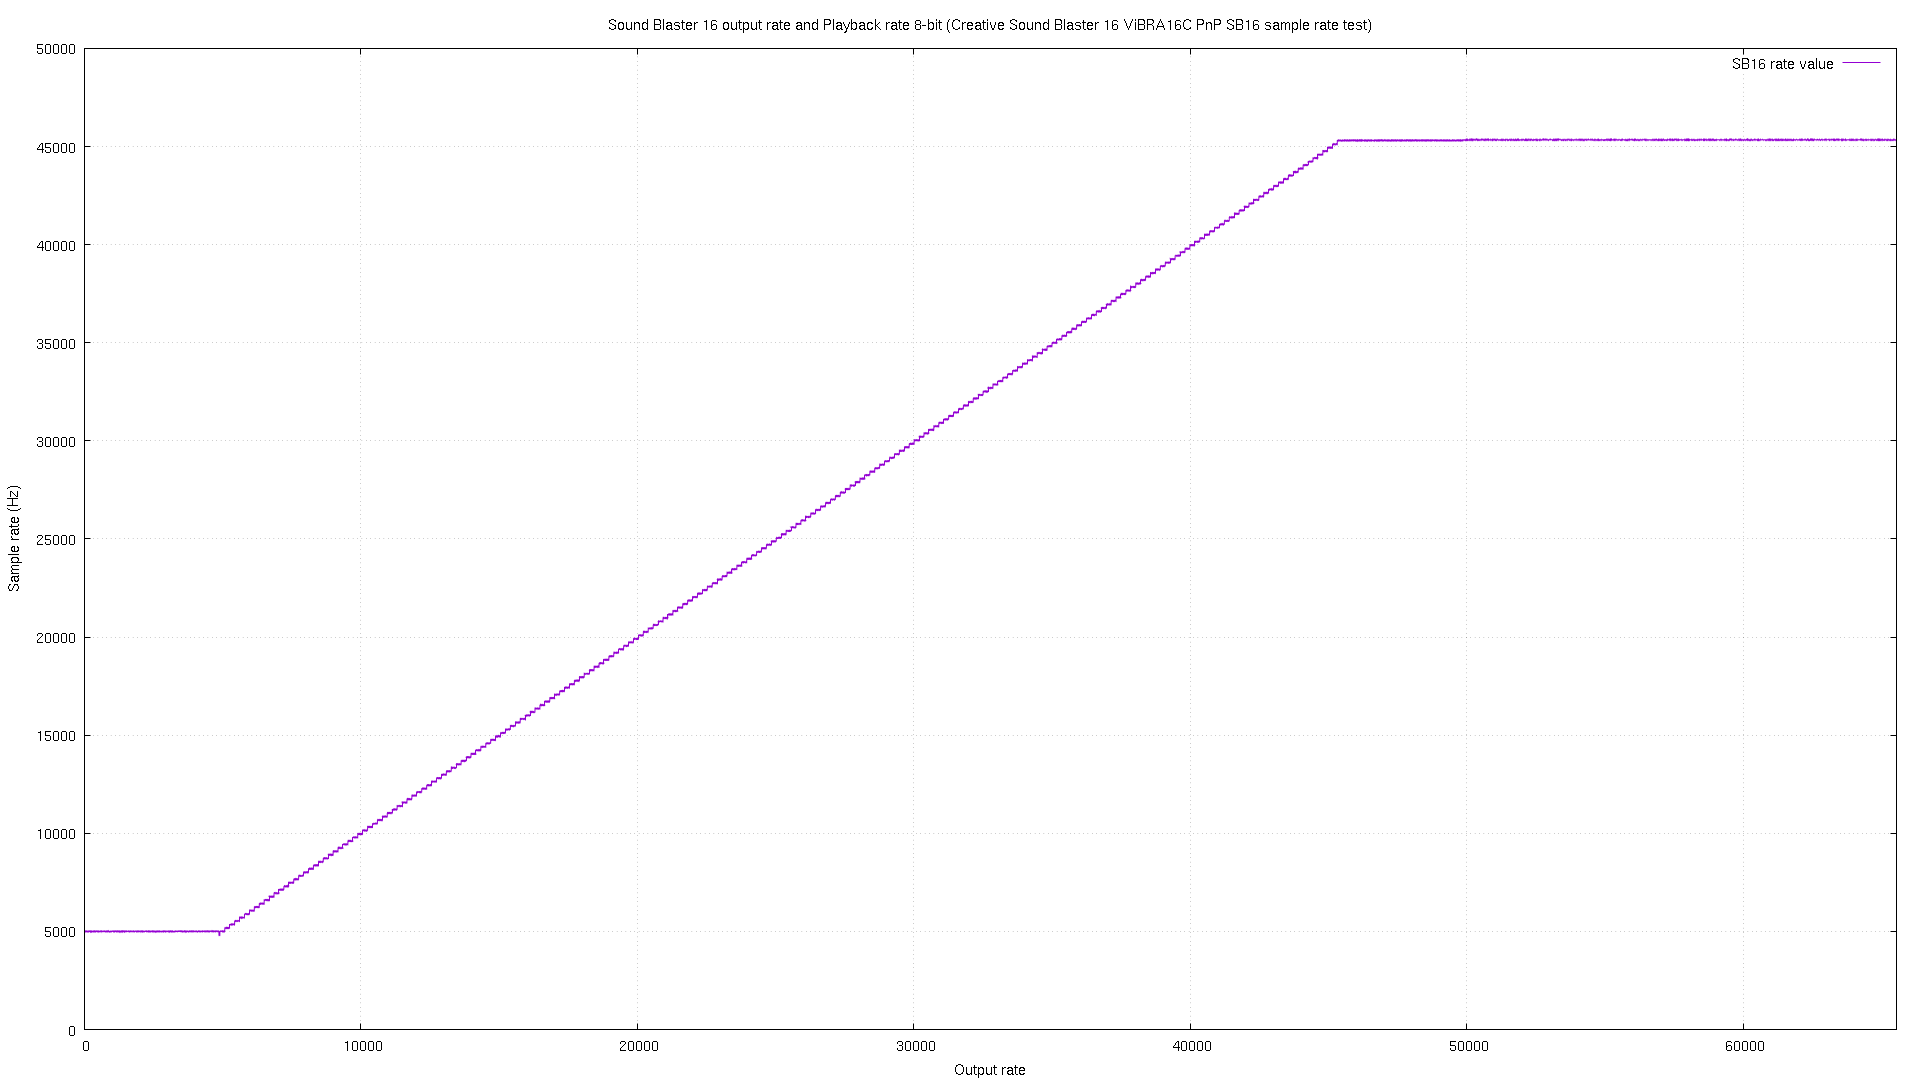 Sound Blaster 16 output rate and Playback rate 8-bit (Creative Sound Blaster 16 ViBRA16C PnP SB16 sample rate test)
SB16 rate value
50000
45000
40000
35000
30000
25000
20000
15000
10000
5000
0
Sample rate (Hz)
0 10000 20000 30000 40000 50000 60000
Output rate